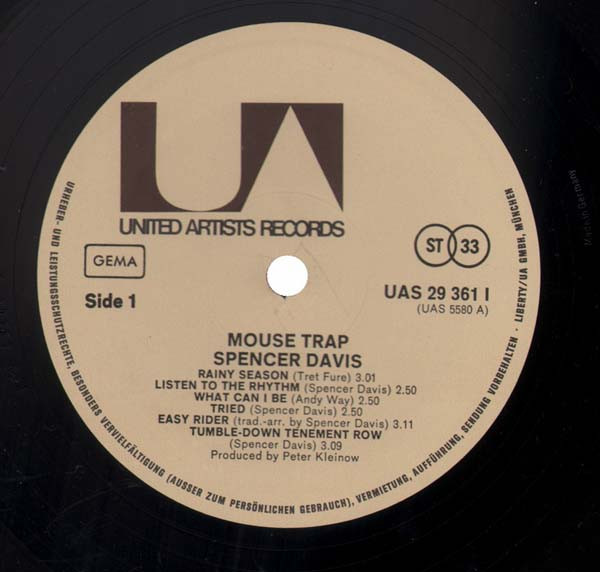 UA
UNITED ARTISTS RECORDS
GEMA
ST 33
Side 1
UAS 29 361 I
(UAS 5580 A)
MOUSE TRAP
SPENCER DAVIS
RAINY SEASON (Tret Fure) 3.01
LISTEN TO THE RHYTHM (Spencer Davis) 2.50
WHAT CAN I BE (Andy Way) 2.50
TRIED (Spencer Davis) 2.50
EASY RIDER (trad.-arr. by Spencer Davis) 3.11
TUMBLE-DOWN TENEMENT ROW
(Spencer Davis) 3.09
Produced by Peter Kleinow
URHEBER- UND LEISTUNGSSCHUTZRECHTE, BESONDERS VERVIELFÄLTIGUNG (AUSSER ZUM PERSÖNLICHEN GEBRAUCH), VERMIETUNG, AUFFÜHRUNG, SENDUNG VORBEHALTEN · LIBERTY/UA GMBH, MÜNCHEN
Made in Germany